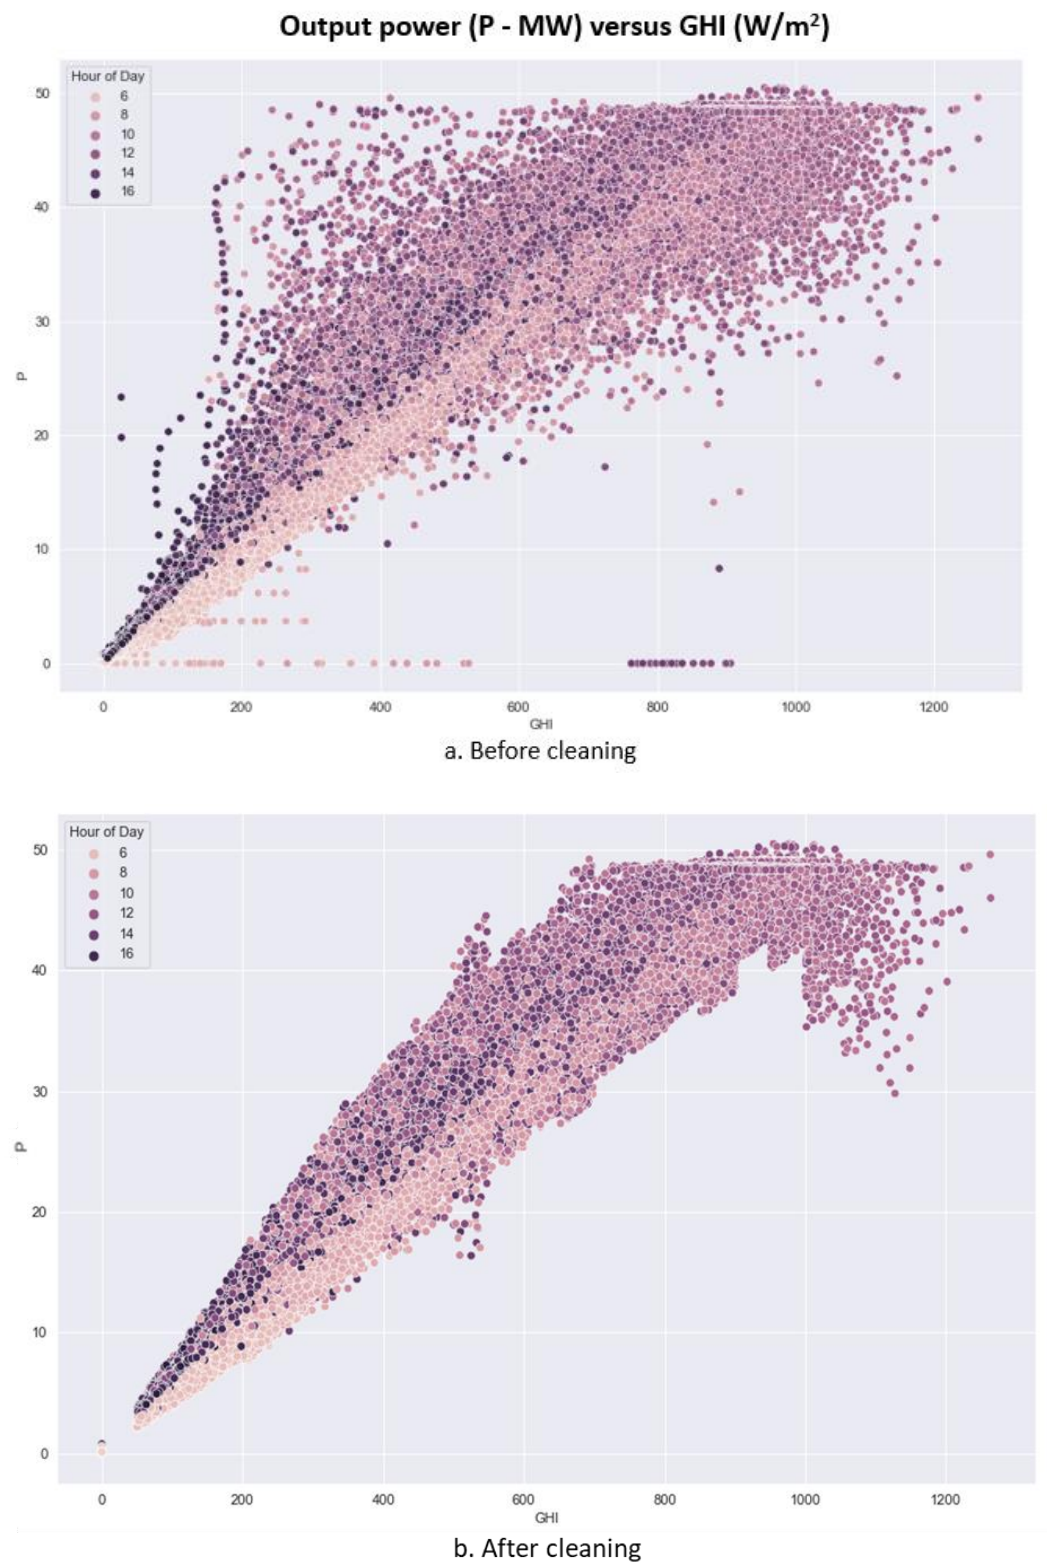 Output power (P - MW) versus GHI (W/m²)
Hour of Day
6
8
10
12
14
16
50
40
30
20
10
0
P
0 200 400 600 800 1000 1200
GHI
a. Before cleaning
Hour of Day
6
8
10
12
14
16
50
40
30
20
10
0
P
0 200 400 600 800 1000 1200
GHI
b. After cleaning